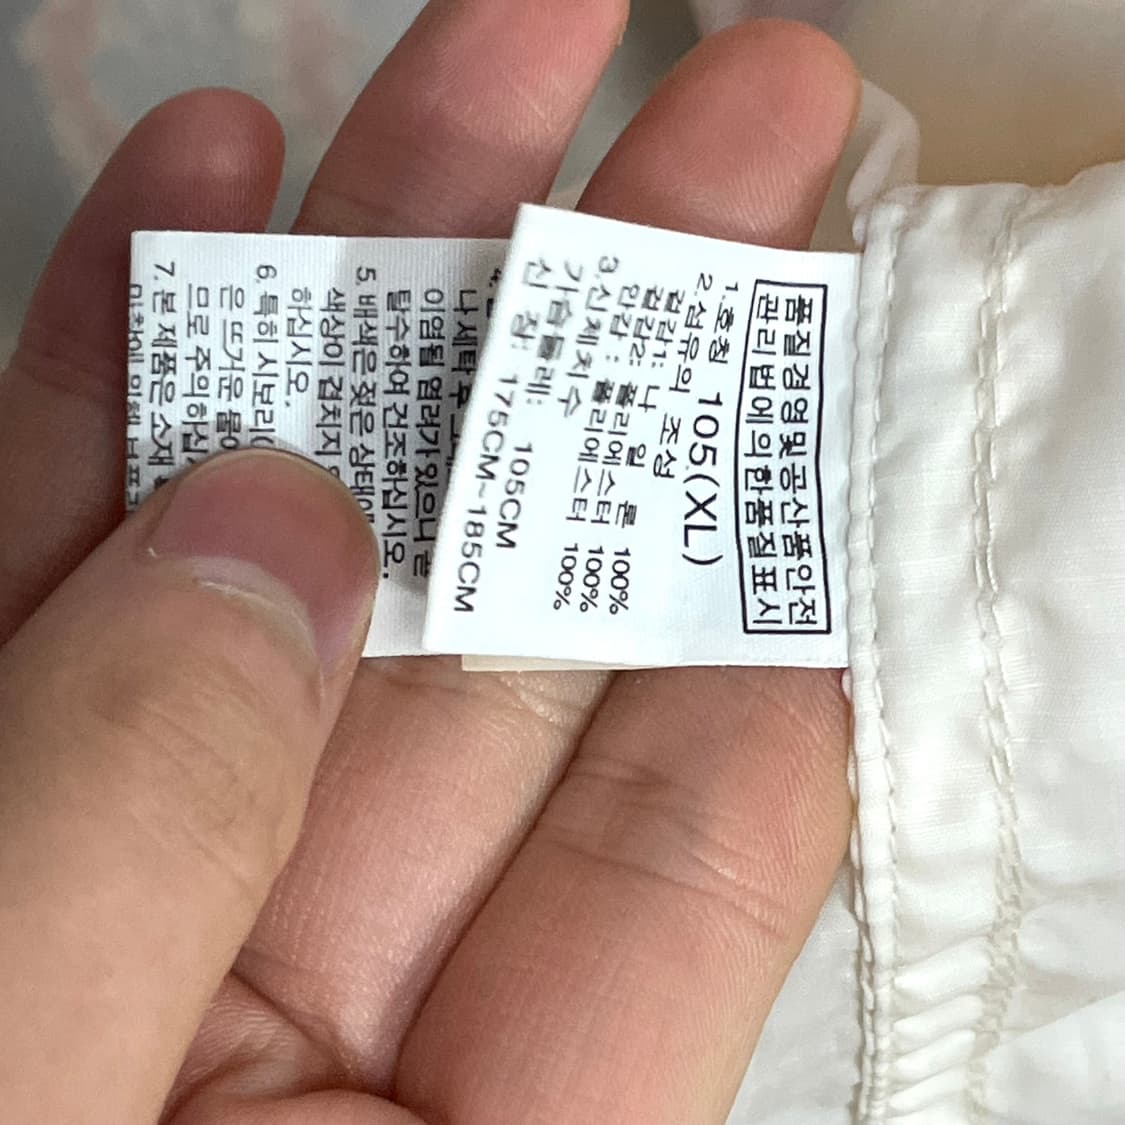 품질경영및공산품안전
관리법에의한품질표시
1.호칭 105.(XL)
2.섬유의 조성
겉감1: 나 일 론 100%
겉감2: 폴리에스터 100%
안감 : 폴리에스터 100%
3.신체치수
가슴둘레: 105CM
신 장: 175CM~185CM
4.
나 세탁 후
이염될 염려가 있으니
탈수하여 건조하십시오.
5. 배색은 젖은 상태에
색상이 겹치지
하십시오.
6. 특히 시보리
은 뜨거운 물
므로 주의하십
7. 본 제품은 소재